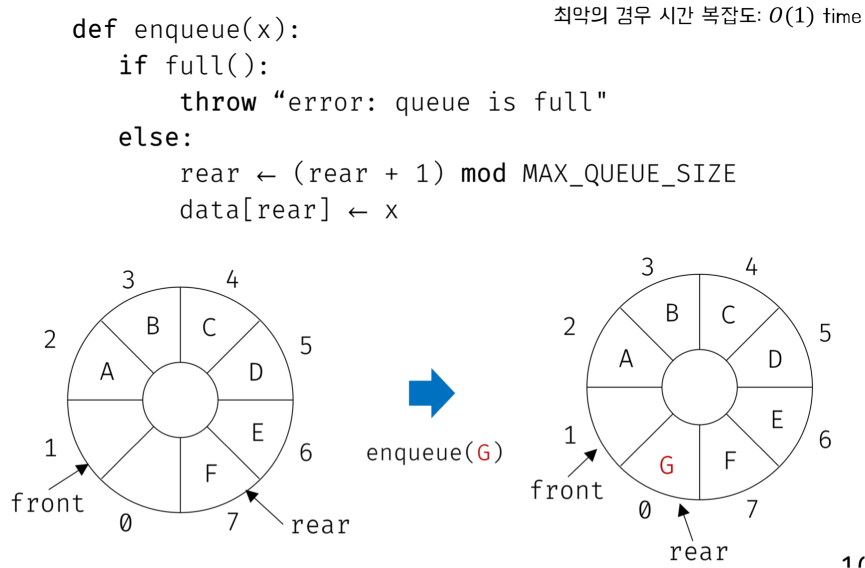 최악의 경우 시간 복잡도: O(1) time
def enqueue(x):
if full():
throw “error: queue is full"
else:
rear ← (rear + 1) mod MAX_QUEUE_SIZE
data[rear] ← x
3 4
2 B C 5
A D
1 E 6
F
front 0 7 rear
enqueue(G)
3 4
2 B C 5
A D
1 E 6
G F
front 0 7
rear